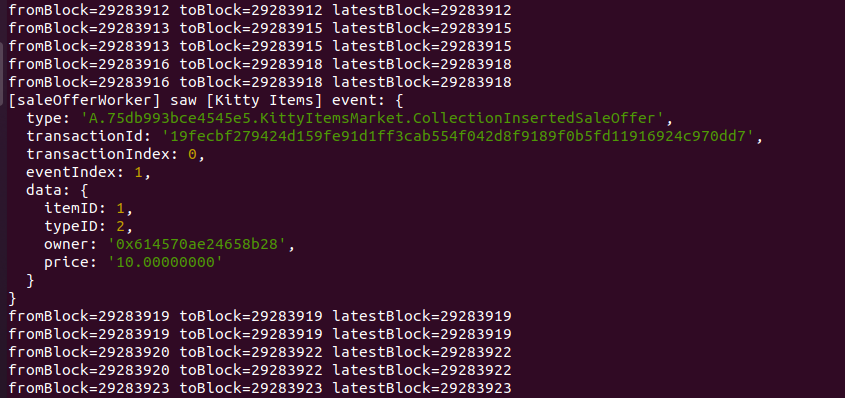 fromBlock=29283912 toBlock=29283912 latestBlock=29283912
fromBlock=29283913 toBlock=29283915 latestBlock=29283915
fromBlock=29283913 toBlock=29283915 latestBlock=29283915
fromBlock=29283916 toBlock=29283918 latestBlock=29283918
fromBlock=29283916 toBlock=29283918 latestBlock=29283918
[saleOfferWorker] saw [Kitty Items] event: {
  type: 'A.75db993bce4545e5.KittyItemsMarket.CollectionInsertedSaleOffer',
  transactionId: '19fecbf279424d159fe91d1ff3cab554f042d8f9189f0b5fd11916924c970dd7',
  transactionIndex: 0,
  eventIndex: 1,
  data: {
    itemID: 1,
    typeID: 2,
    owner: '0x614570ae24658b28',
    price: '10.00000000'
  }
}
fromBlock=29283919 toBlock=29283919 latestBlock=29283919
fromBlock=29283919 toBlock=29283919 latestBlock=29283919
fromBlock=29283920 toBlock=29283922 latestBlock=29283922
fromBlock=29283920 toBlock=29283922 latestBlock=29283922
fromBlock=29283923 toBlock=29283923 latestBlock=29283923